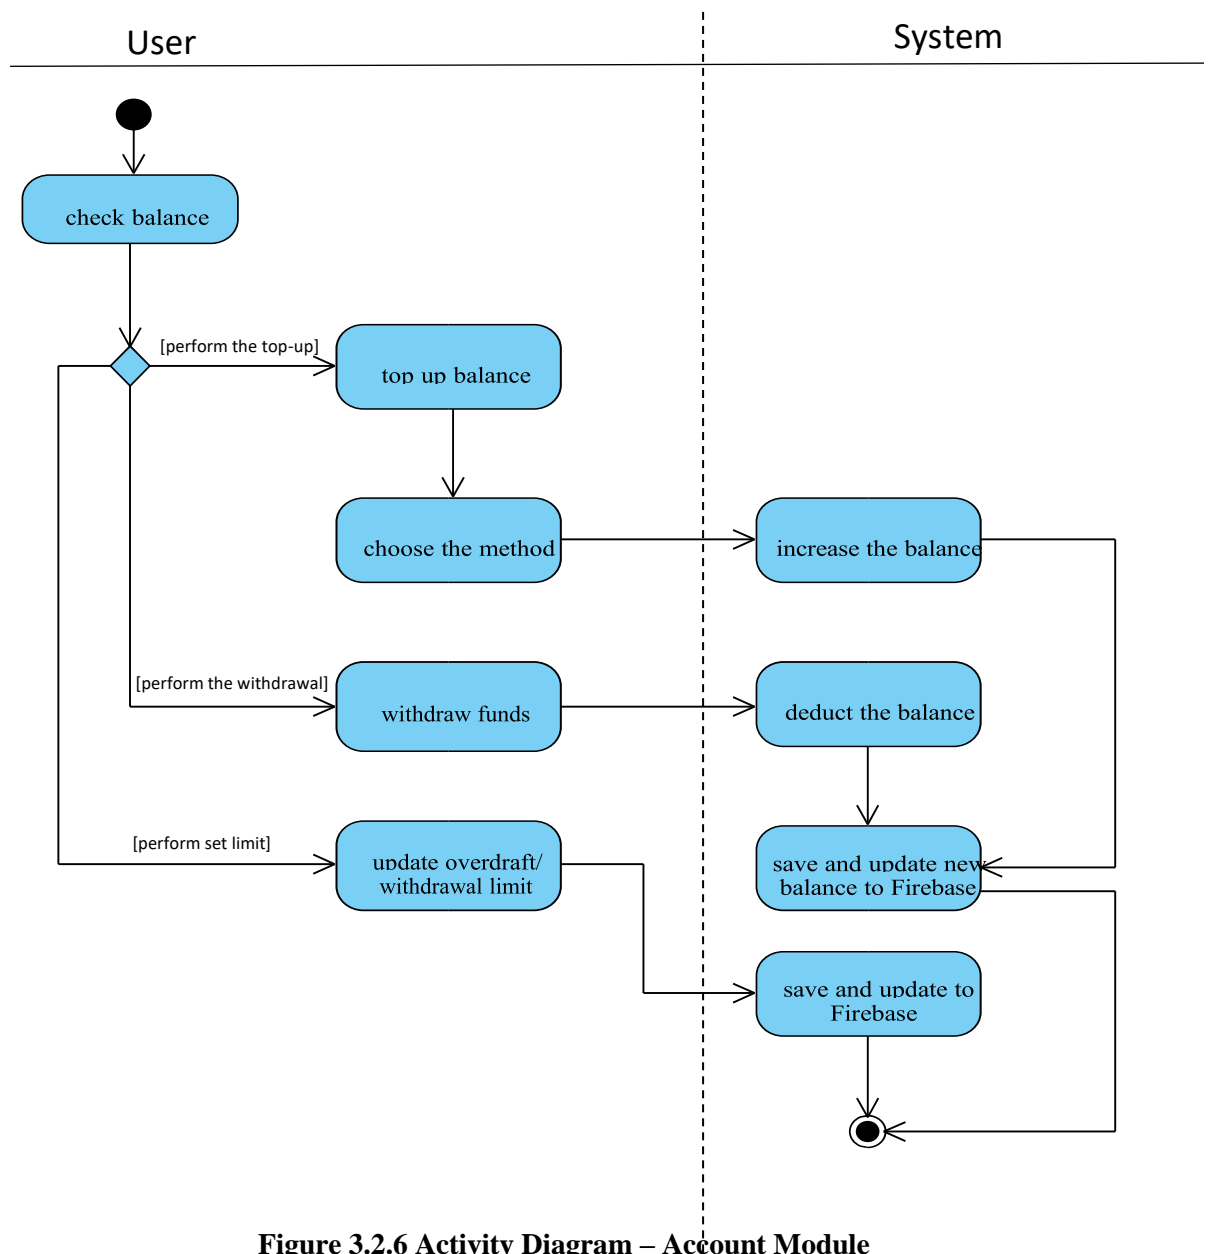 User
System
check balance
[perform the top-up]
top up balance
choose the method
increase the balance
[perform the withdrawal]
withdraw funds
deduct the balance
[perform set limit]
update overdraft/
withdrawal limit
save and update new
balance to Firebase
save and update to
Firebase
Figure 3.2.6 Activity Diagram – Account Module